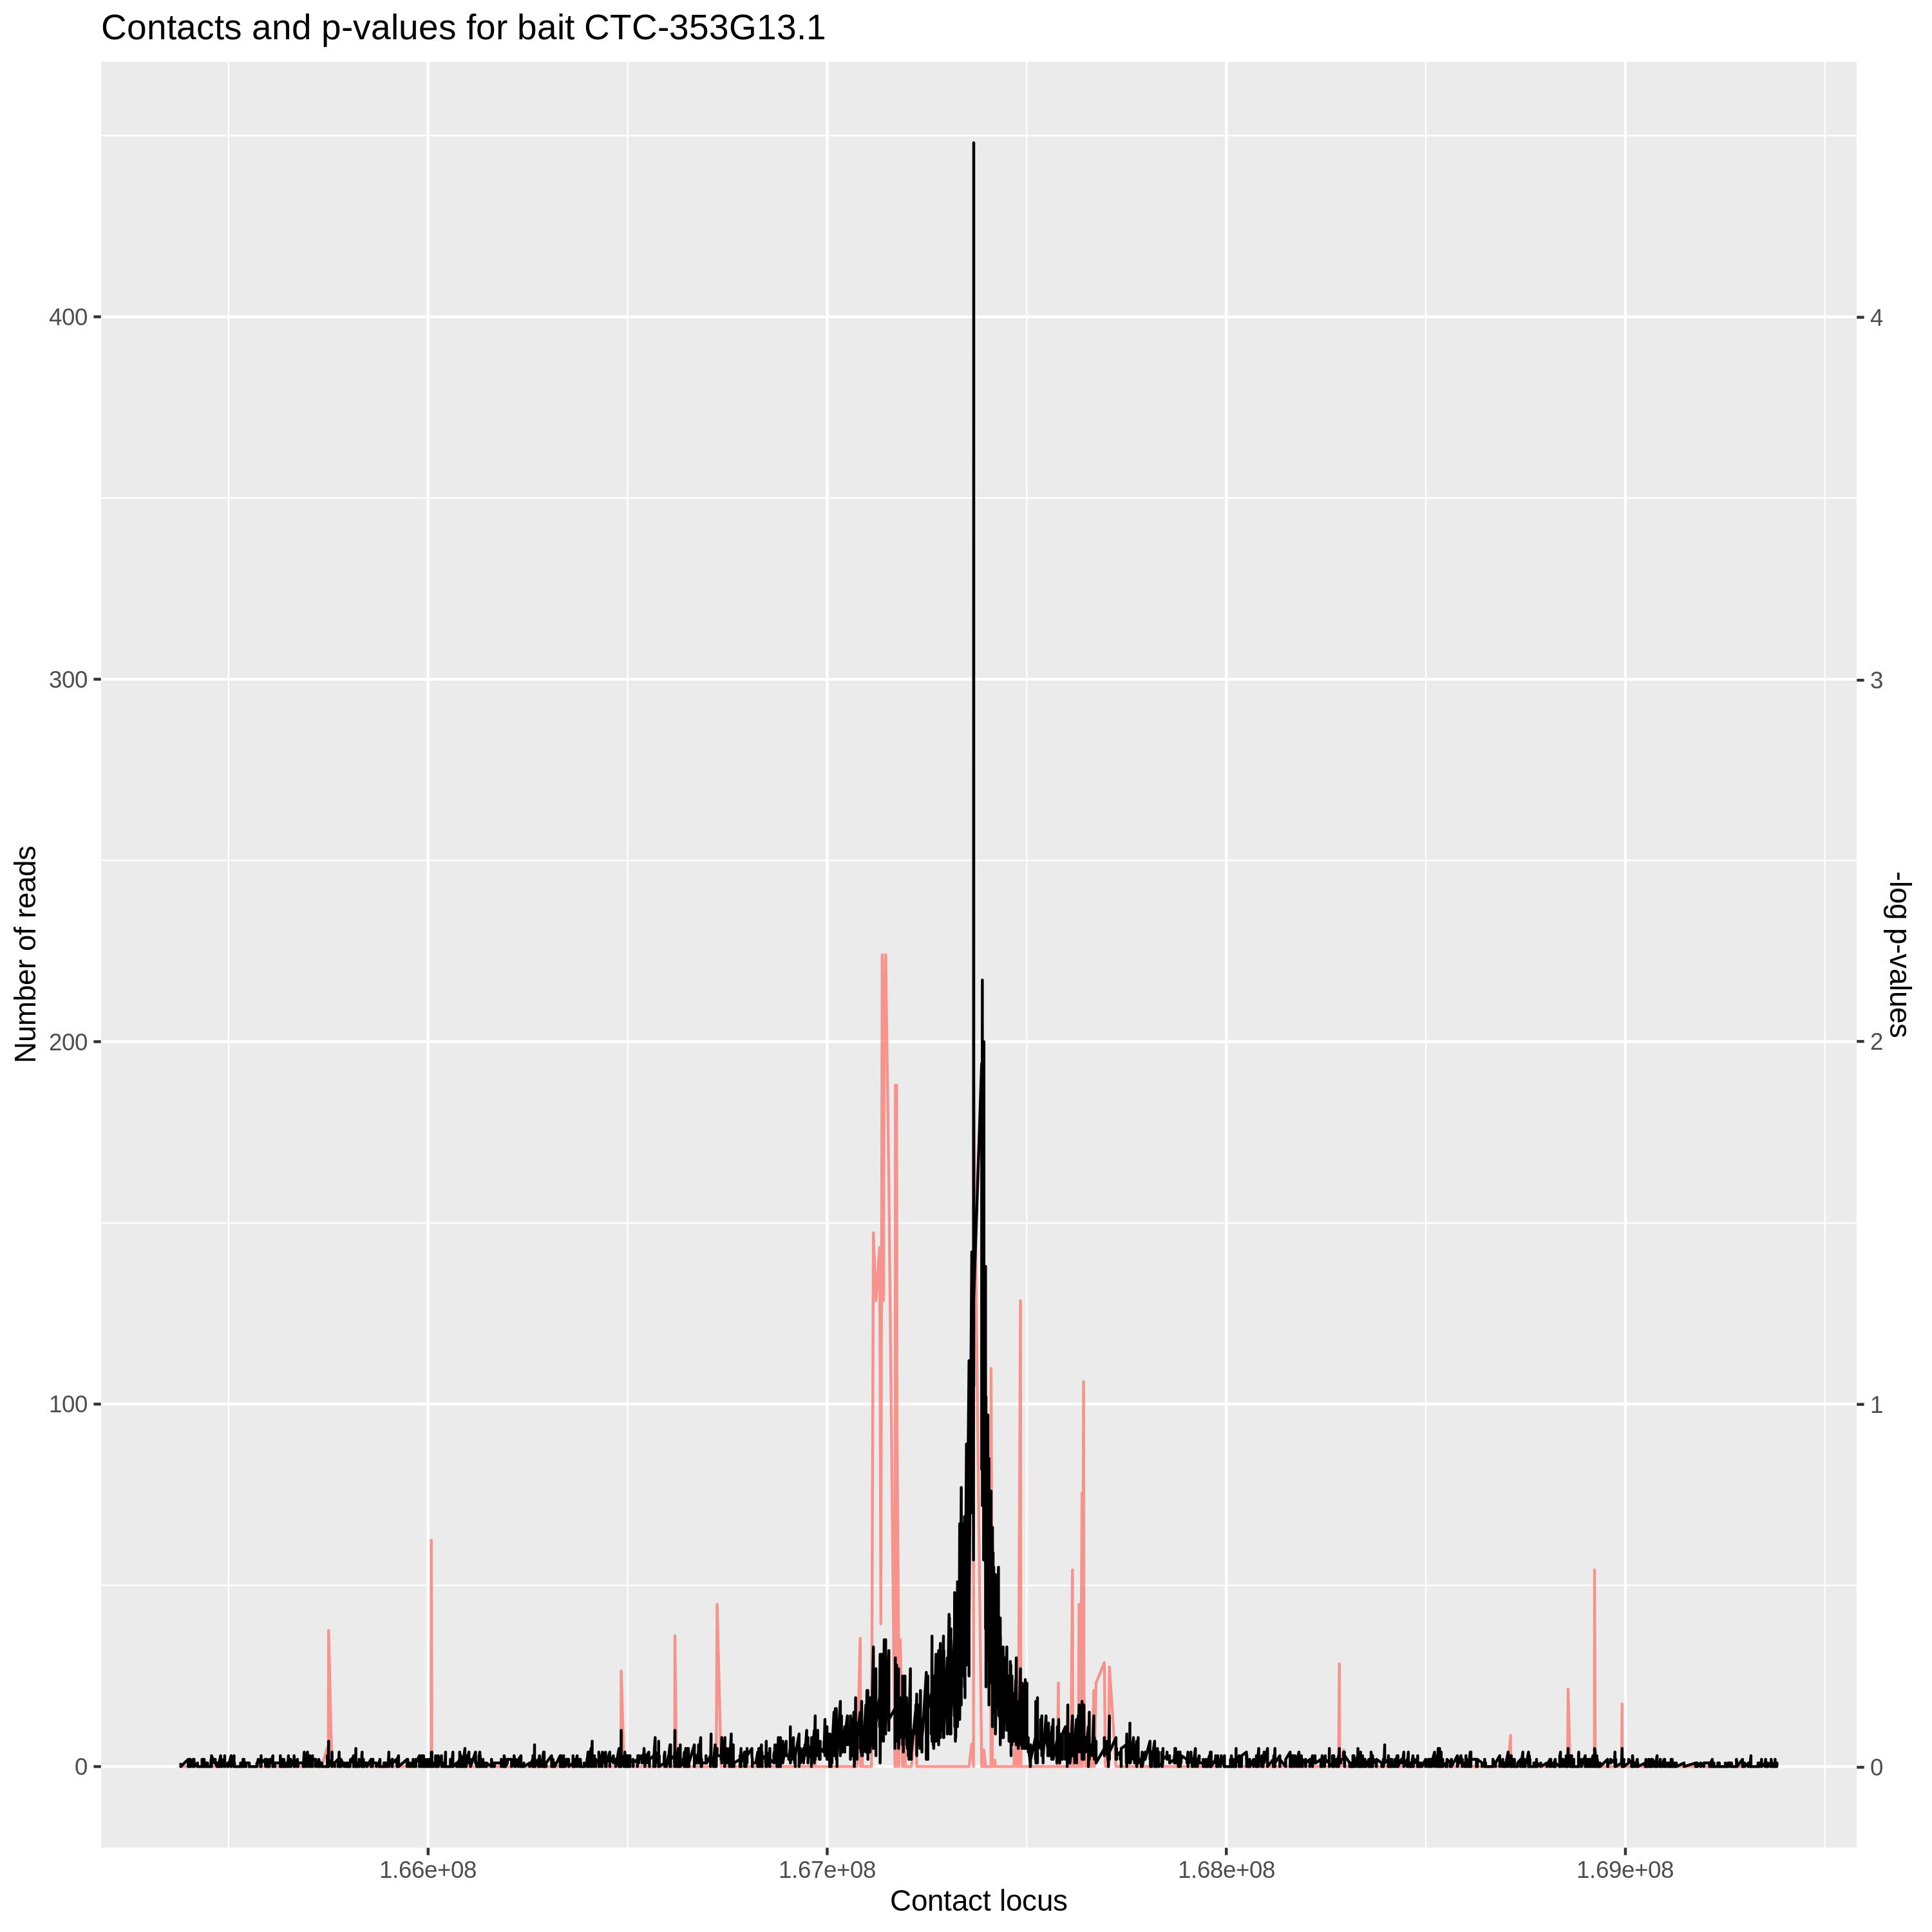 Contacts and p-values for bait CTC-353G13.1
Number of reads
400
300
200
100
0
4
3
2
1
0
-log p-values
1.66e+08
1.67e+08
1.68e+08
1.69e+08
Contact locus